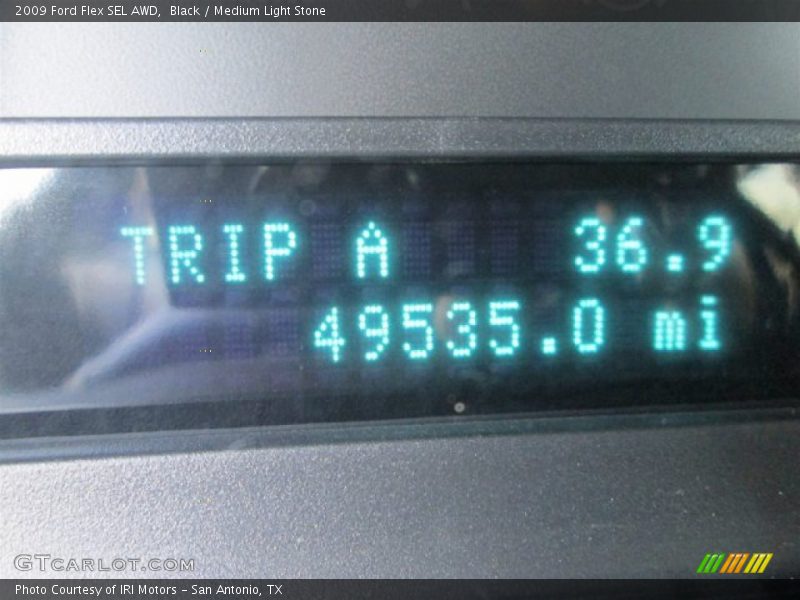 2009 Ford Flex SEL AWD,  Black / Medium Light Stone
TRIP A 36.9
49535.0 mi
GTCARLOT.COM
Photo Courtesy of IRI Motors - San Antonio, TX